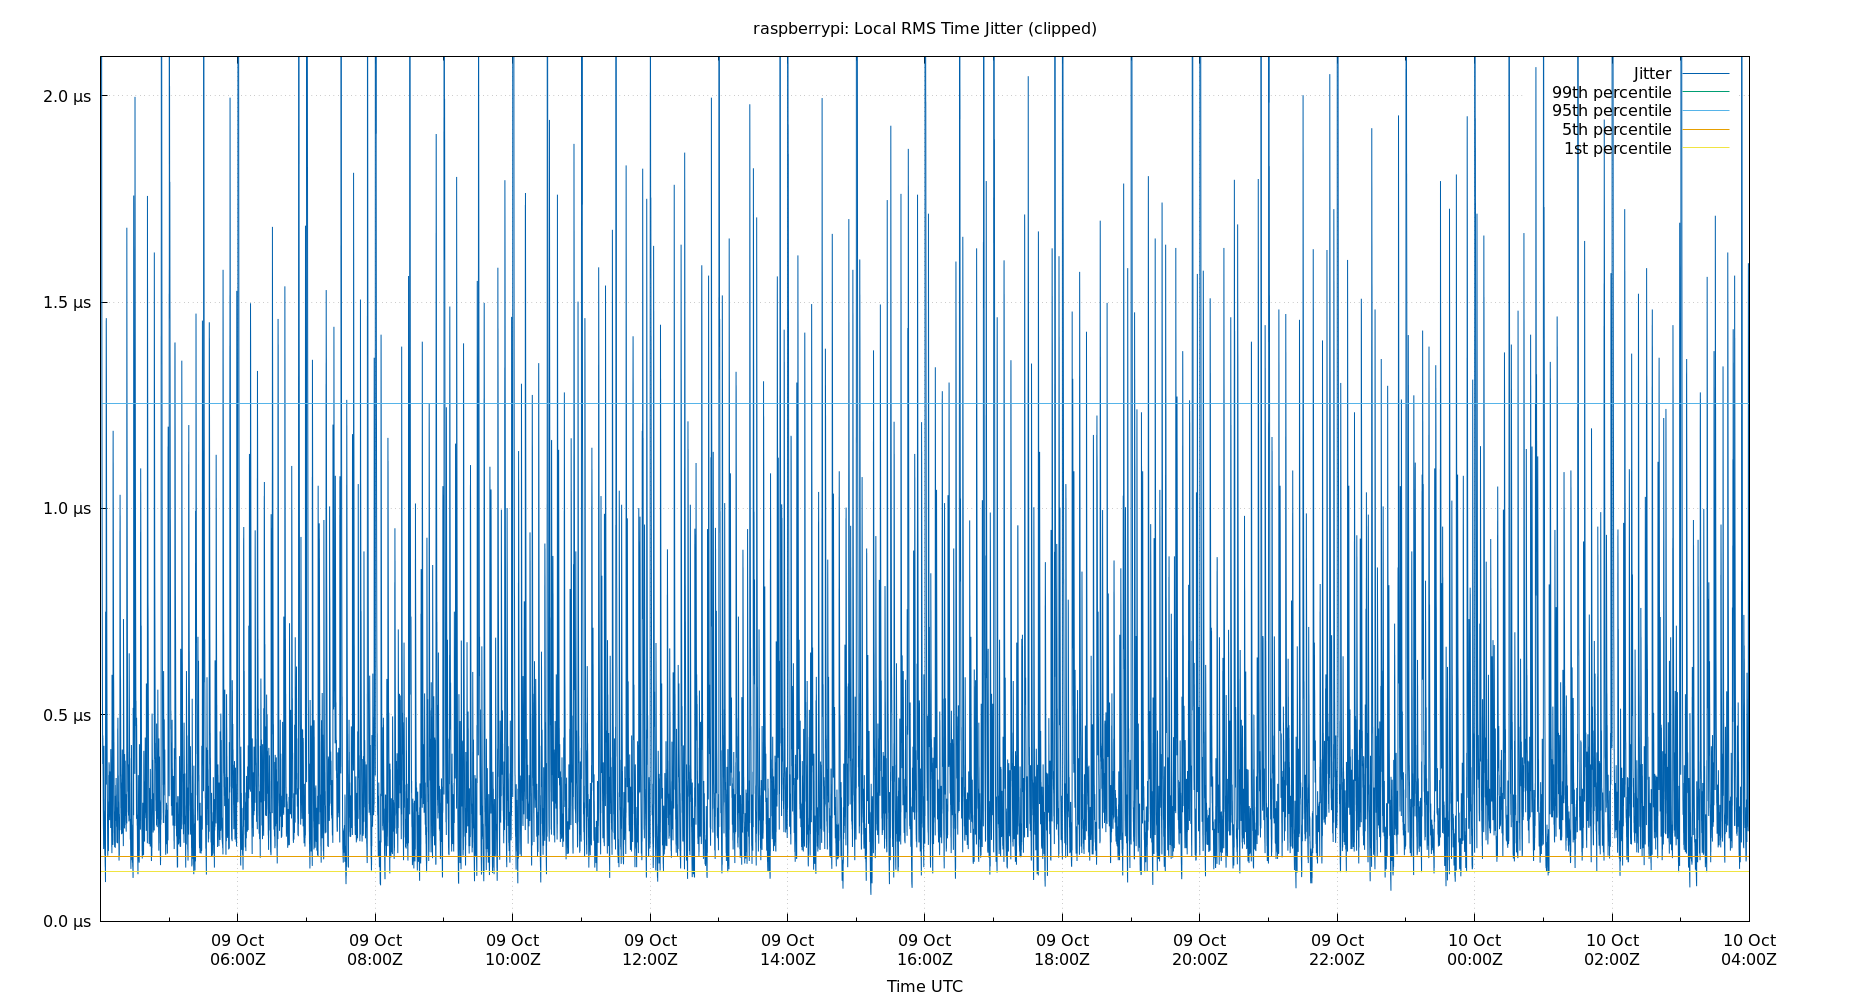 raspberrypi: Local RMS Time Jitter (clipped)
2.0 µs
1.5 µs
1.0 µs
0.5 µs
0.0 µs
Jitter
99th percentile
95th percentile
5th percentile
1st percentile
09 Oct 09 Oct 09 Oct 09 Oct 09 Oct 09 Oct 09 Oct 09 Oct 09 Oct 10 Oct 10 Oct 10 Oct
06:00Z 08:00Z 10:00Z 12:00Z 14:00Z 16:00Z 18:00Z 20:00Z 22:00Z 00:00Z 02:00Z 04:00Z
Time UTC